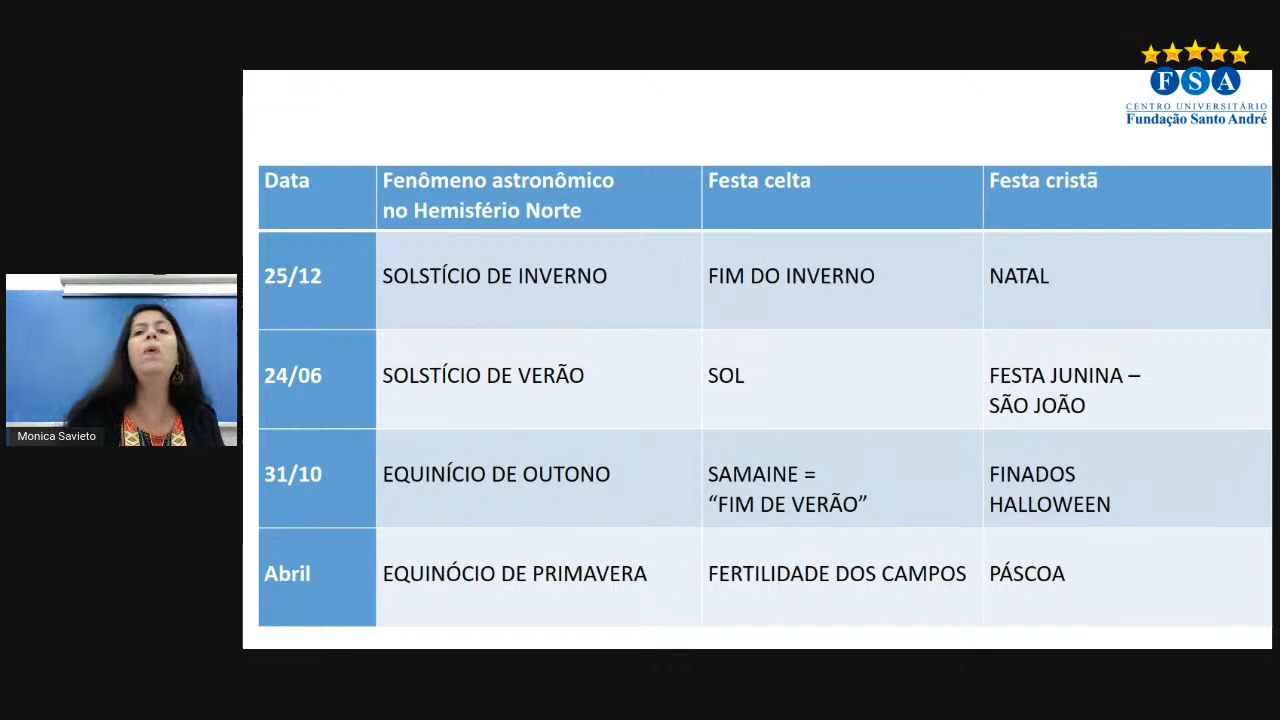 F S A
CENTRO UNIVERSITÁRIO
Fundação Santo André
Data
Fenômeno astronômico
no Hemisfério Norte
Festa celta
Festa cristã
25/12
SOLSTÍCIO DE INVERNO
FIM DO INVERNO
NATAL
24/06
SOLSTÍCIO DE VERÃO
SOL
FESTA JUNINA –
SÃO JOÃO
31/10
EQUINÍCIO DE OUTONO
SAMAINE =
“FIM DE VERÃO”
FINADOS
HALLOWEEN
Abril
EQUINÓCIO DE PRIMAVERA
FERTILIDADE DOS CAMPOS
PÁSCOA
Monica Savieto